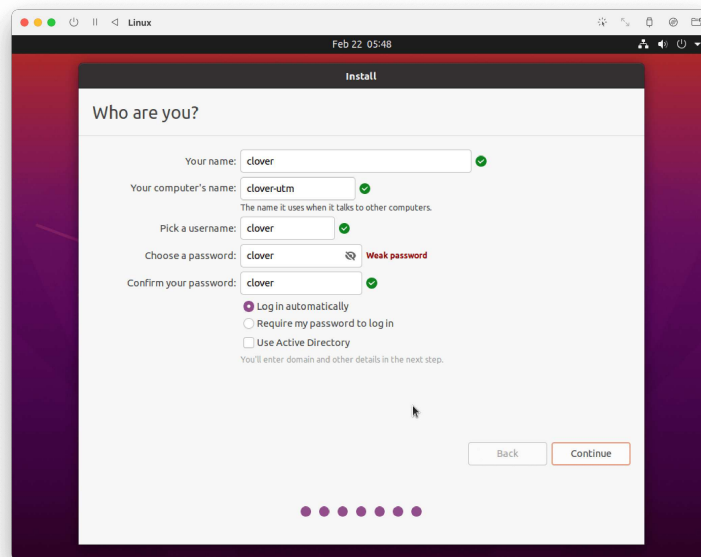 Linux
Feb 22 05:48
Install
Who are you?
Your name: clover
Your computer's name: clover-utm
The name it uses when it talks to other computers.
Pick a username: clover
Choose a password: clover Weak password
Confirm your password: clover
Log in automatically
Require my password to log in
Use Active Directory
You'll enter domain and other details in the next step.
Back Continue